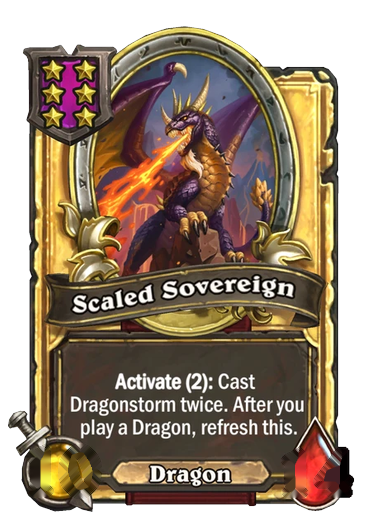 Scaled Sovereign
Activate (2): Cast
Dragonstorm twice. After you
play a Dragon, refresh this.
Dragon